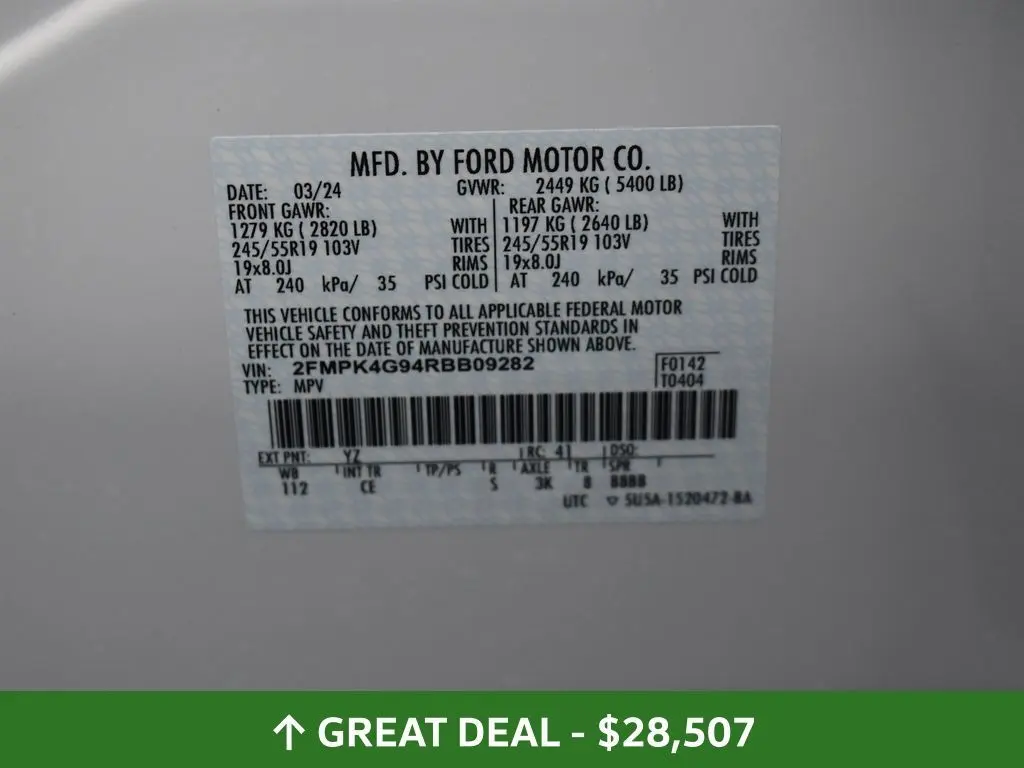 MFD. BY FORD MOTOR CO.
DATE: 03/24 GVWR: 2449 KG ( 5400 LB)
FRONT GAWR: REAR GAWR:
1279 KG ( 2820 LB) WITH 1197 KG ( 2640 LB) WITH
245/55R19 103V TIRES 245/55R19 103V TIRES
19x8.0J RIMS 19x8.0J RIMS
AT 240 kPa/ 35 PSI COLD AT 240 kPa/ 35 PSI COLD
THIS VEHICLE CONFORMS TO ALL APPLICABLE FEDERAL MOTOR
VEHICLE SAFETY AND THEFT PREVENTION STANDARDS IN
EFFECT ON THE DATE OF MANUFACTURE SHOWN ABOVE.
VIN: 2FMPK4G94RBB09282 F0142
TYPE: MPV T0404
EXT PNT: YZ RC: 41 DSO:
WB INT TR TP/PS R AXLE TR SPR
112 CE S 3K 8 BBBB
UTC SU5A-1520472-BA
↑ GREAT DEAL - $28,507